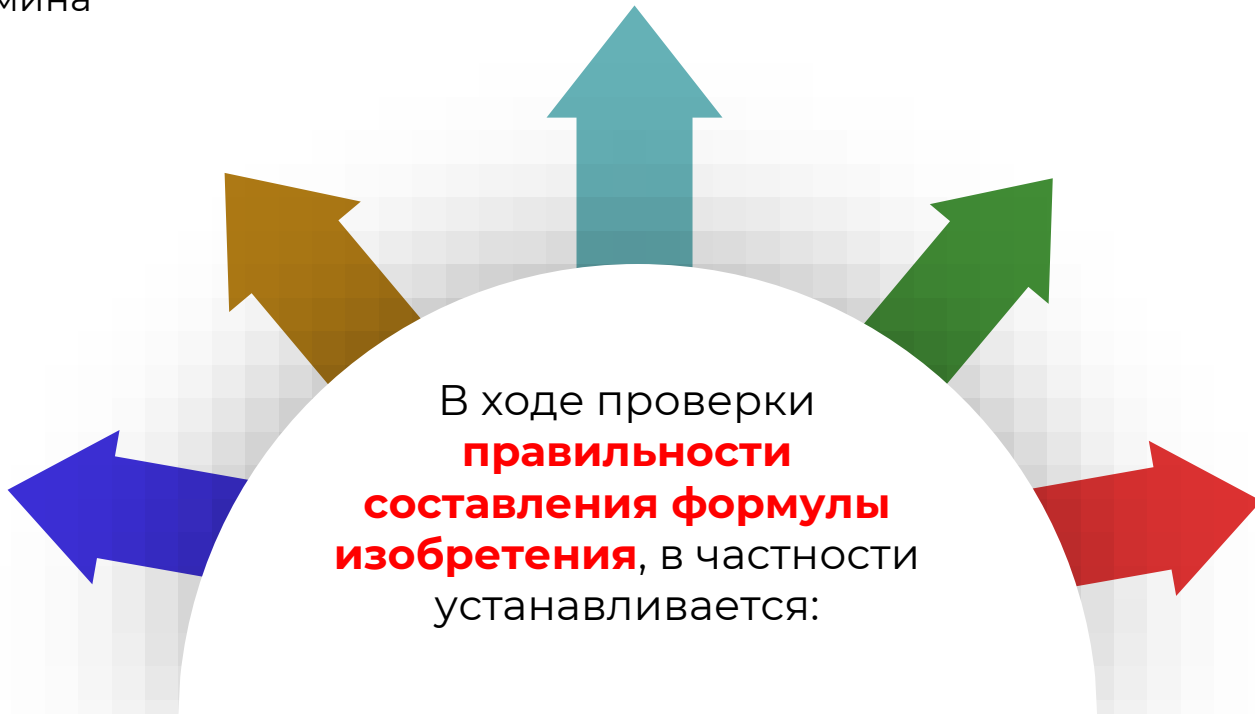 В ходе проверки
правильности
составления формулы
изобретения, в частности
устанавливается: